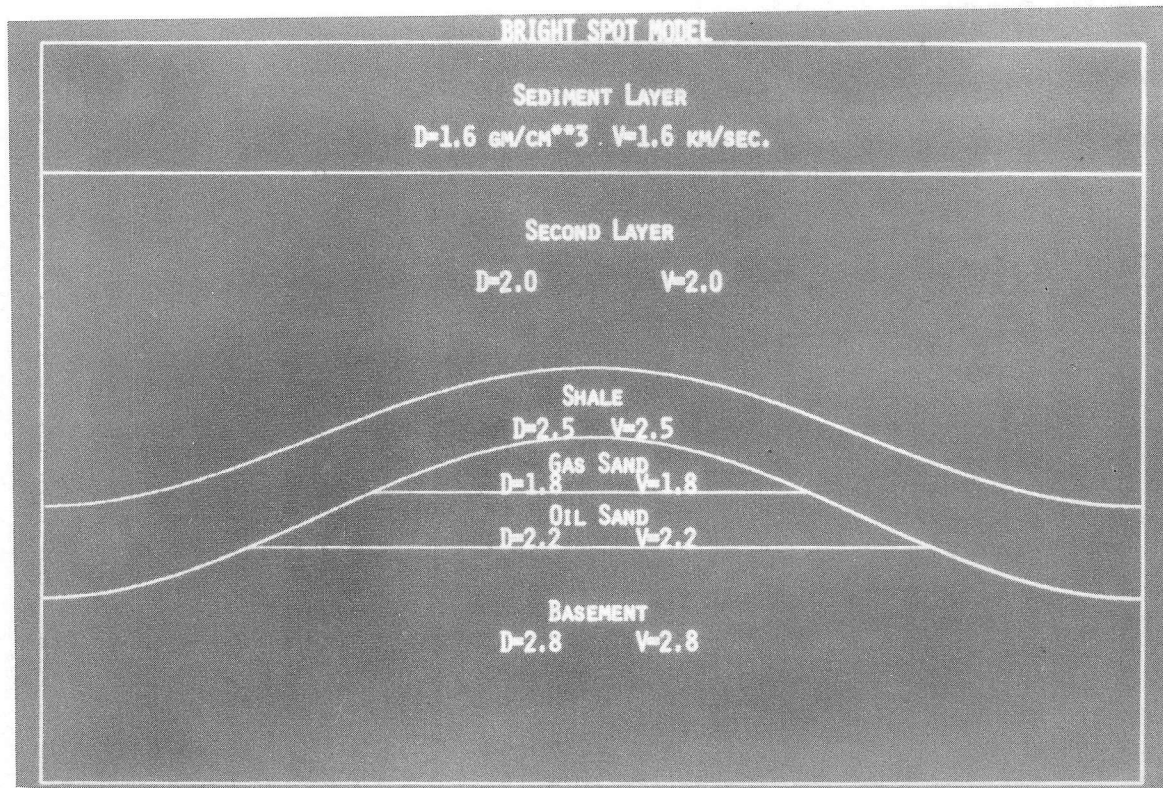 BRIGHT SPOT MODEL
SEDIMENT LAYER
D=1.6 GM/CM**3 . V=1.6 KM/SEC.
SECOND LAYER
D=2.0 V=2.0
SHALE
D=2.5 V=2.5
GAS SAND
D=1.8 V=1.8
OIL SAND
D=2.2 V=2.2
BASEMENT
D=2.8 V=2.8